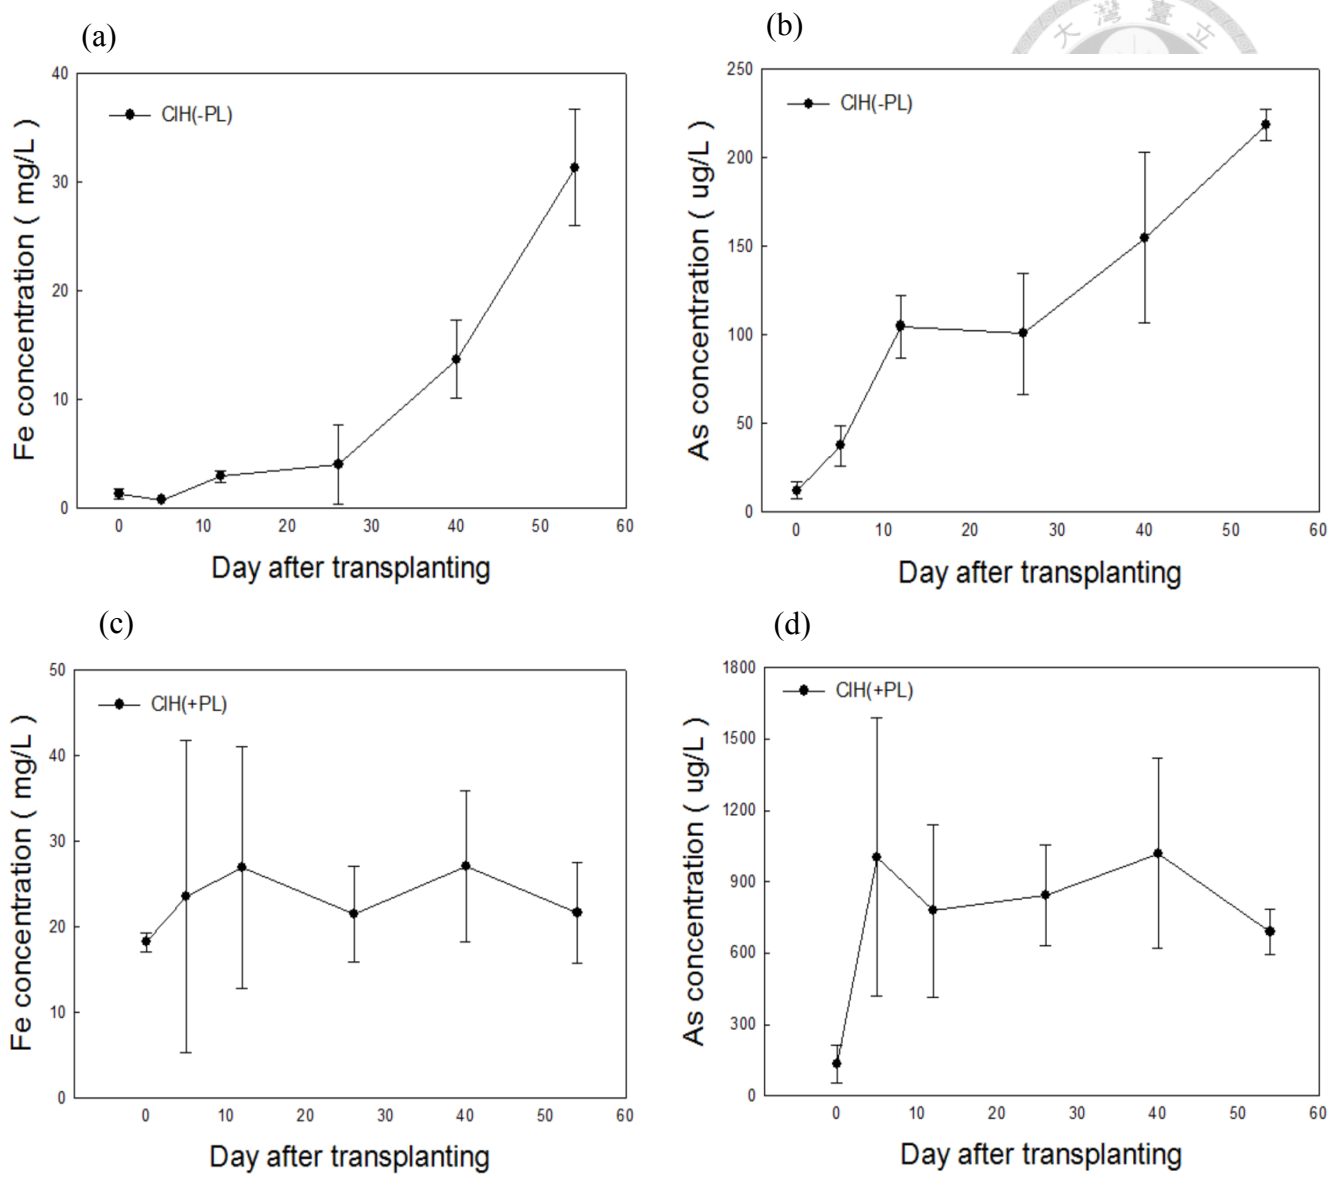 大 灣 臺 立
(a)
(b)
40
30
20
10
0
Fe concentration ( mg/L )
CIH(-PL)
0 10 20 30 40 50 60
Day after transplanting
250
200
150
100
50
0
As concentration ( ug/L )
CIH(-PL)
0 10 20 30 40 50 60
Day after transplanting
(c)
(d)
50
40
30
20
10
0
Fe concentration ( mg/L )
CIH(+PL)
0 10 20 30 40 50 60
Day after transplanting
1800
1500
1200
900
600
300
0
As concentration ( ug/L )
CIH(+PL)
0 10 20 30 40 50 60
Day after transplanting